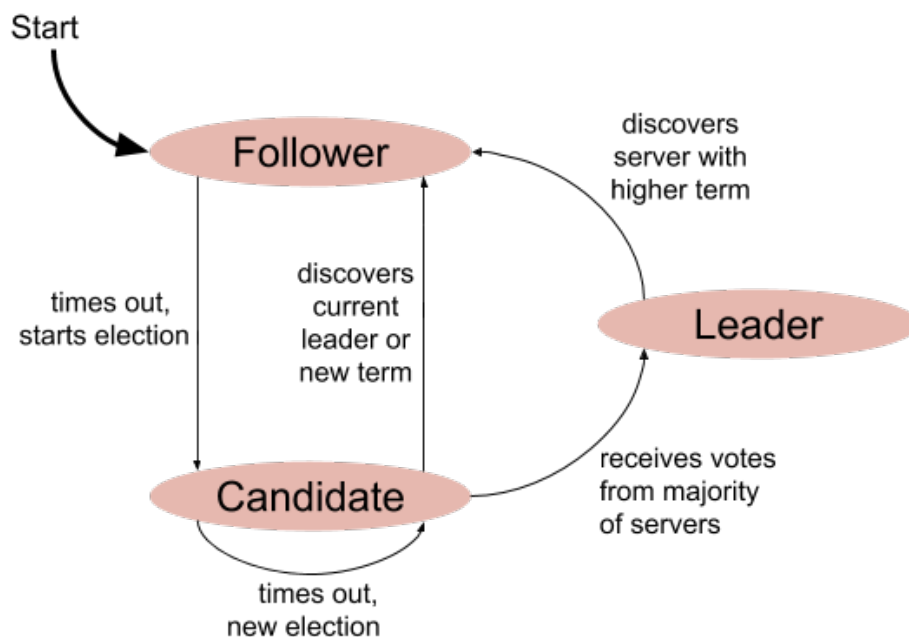 Start
Follower
discovers
server with
higher term
times out,
starts election
discovers
current
leader or
new term
Leader
Candidate
receives votes
from majority
of servers
times out,
new election